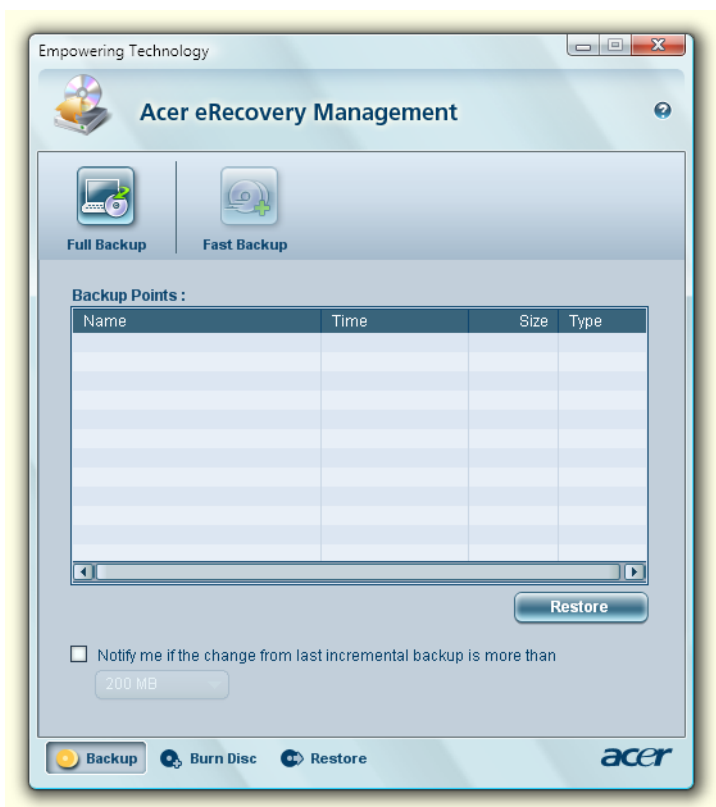 Empowering Technology
Acer eRecovery Management
Full Backup
Fast Backup
Backup Points :
Name Time Size Type
Restore
Notify me if the change from last incremental backup is more than
200 MB
Backup Burn Disc Restore acer